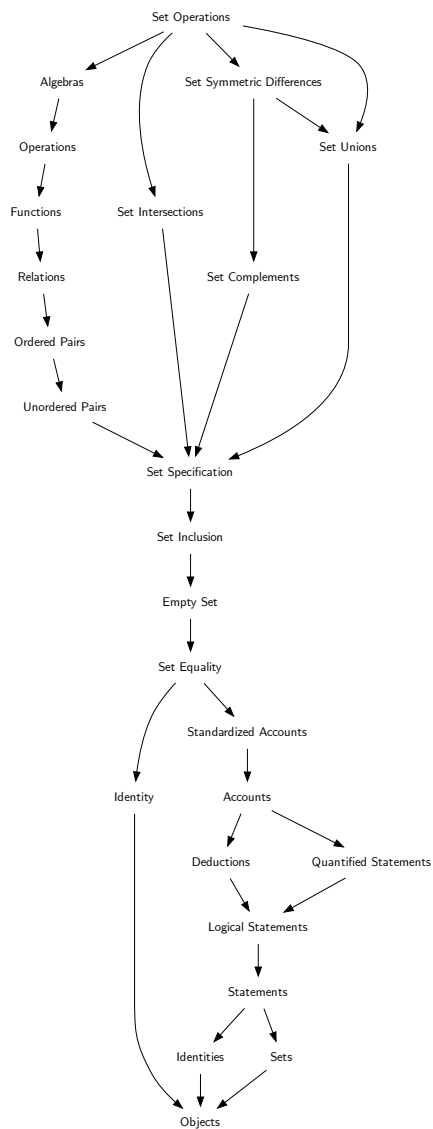 Set Operations
Algebras
Set Symmetric Differences
Operations
Set Unions
Functions
Set Intersections
Relations
Set Complements
Ordered Pairs
Unordered Pairs
Set Specification
Set Inclusion
Empty Set
Set Equality
Standardized Accounts
Identity
Accounts
Deductions
Quantified Statements
Logical Statements
Statements
Identities
Sets
Objects